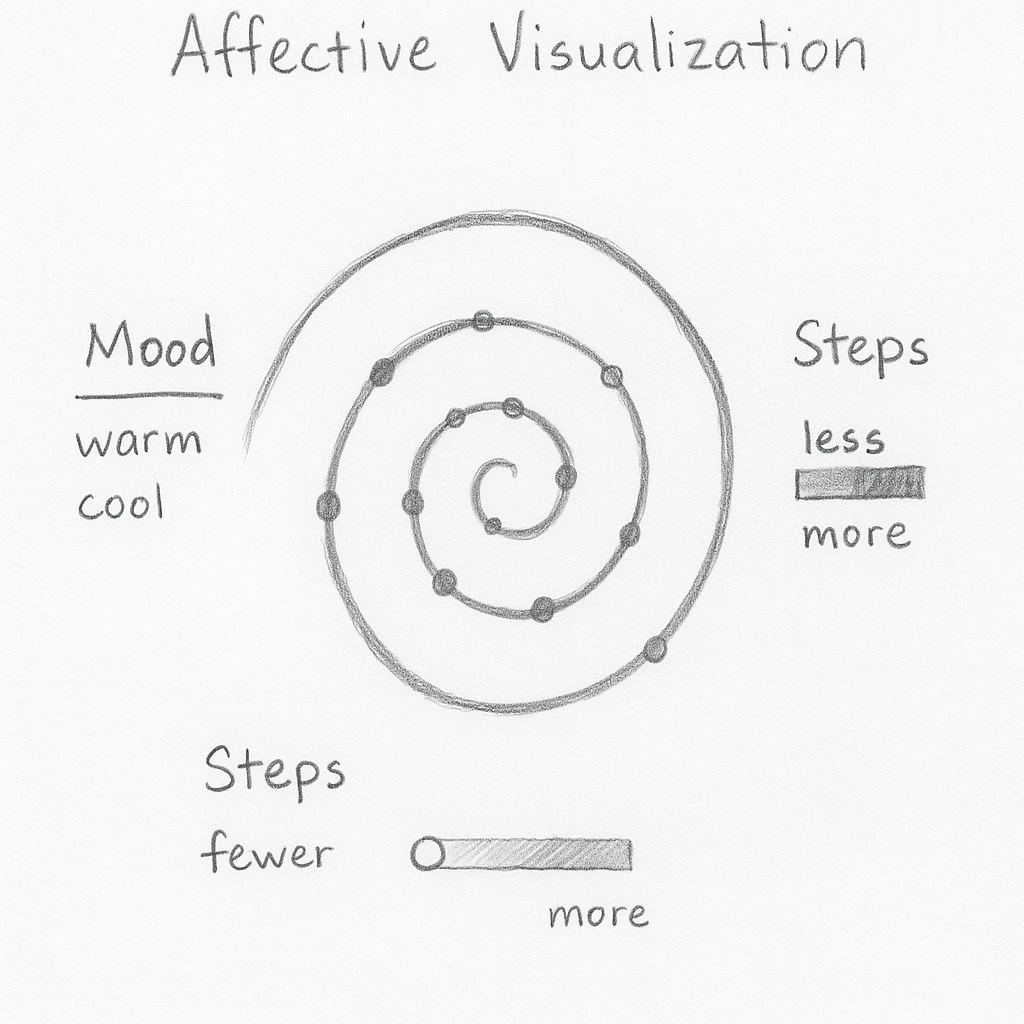 Affective Visualization
Mood
warm
cool
Steps
less
more
Steps
fewer
more